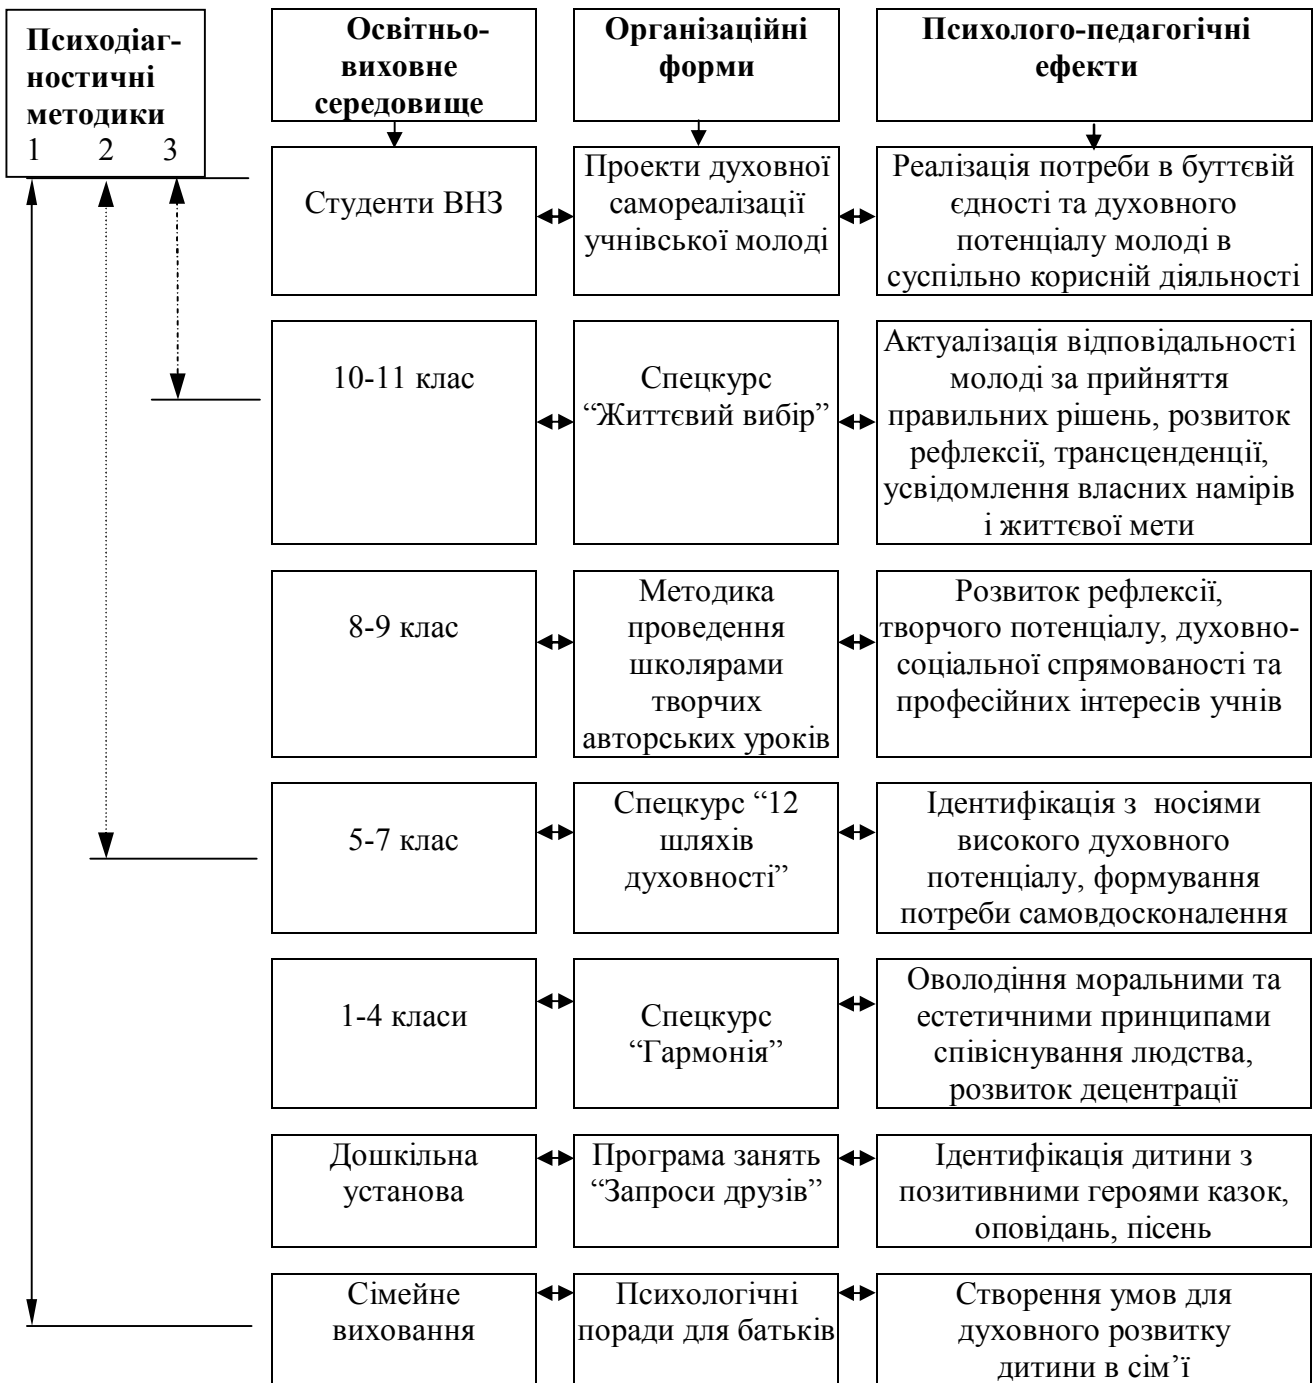 Психодіаг-
ностичні
методики
1 2 3
Освітньо-
виховне
середовище
Організаційні
форми
Психолого-педагогічні
ефекти
Студенти ВНЗ
Проекти духовної
самореалізації
учнівської молоді
Реалізація потреби в буттєвій
єдності та духовного
потенціалу молоді в
суспільно корисній діяльності
10-11 клас
Спецкурс
“Життєвий вибір”
Актуалізація відповідальності
молоді за прийняття
правильних рішень, розвиток
рефлексії, трансценденції,
усвідомлення власних намірів
і життєвої мети
8-9 клас
Методика
проведення
школярами
творчих
авторських уроків
Розвиток рефлексії,
творчого потенціалу, духовно-
соціальної спрямованості та
професійних інтересів учнів
5-7 клас
Спецкурс “12
шляхів
духовності”
Ідентифікація з носіями
високого духовного
потенціалу, формування
потреби самовдосконалення
1-4 класи
Спецкурс
“Гармонія”
Оволодіння моральними та
естетичними принципами
співіснування людства,
розвиток децентрації
Дошкільна
установа
Програма занять
“Запроси друзів”
Ідентифікація дитини з
позитивними героями казок,
оповідань, пісень
Сімейне
виховання
Психологічні
поради для батьків
Створення умов для
духовного розвитку
дитини в сім’ї